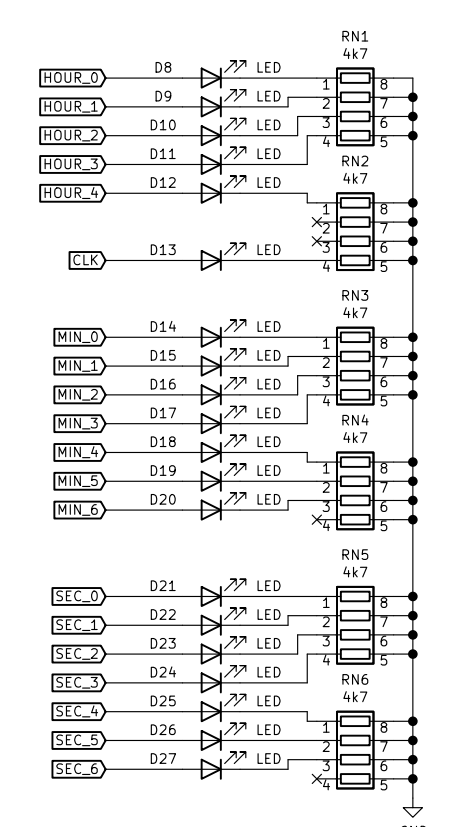 RN1
4k7
HOUR_0 D8 LED 1 8
HOUR_1 D9 LED 2 7
HOUR_2 D10 LED 3 6
HOUR_3 D11 LED 4 5
RN2
4k7
HOUR_4 D12 LED 1 8
2 7
3 6
CLK D13 LED 4 5
RN3
4k7
MIN_0 D14 LED 1 8
MIN_1 D15 LED 2 7
MIN_2 D16 LED 3 6
MIN_3 D17 LED 4 5
RN4
4k7
MIN_4 D18 LED 1 8
MIN_5 D19 LED 2 7
MIN_6 D20 LED 3 6
4 5
RN5
4k7
SEC_0 D21 LED 1 8
SEC_1 D22 LED 2 7
SEC_2 D23 LED 3 6
SEC_3 D24 LED 4 5
RN6
4k7
SEC_4 D25 LED 1 8
SEC_5 D26 LED 2 7
SEC_6 D27 LED 3 6
4 5